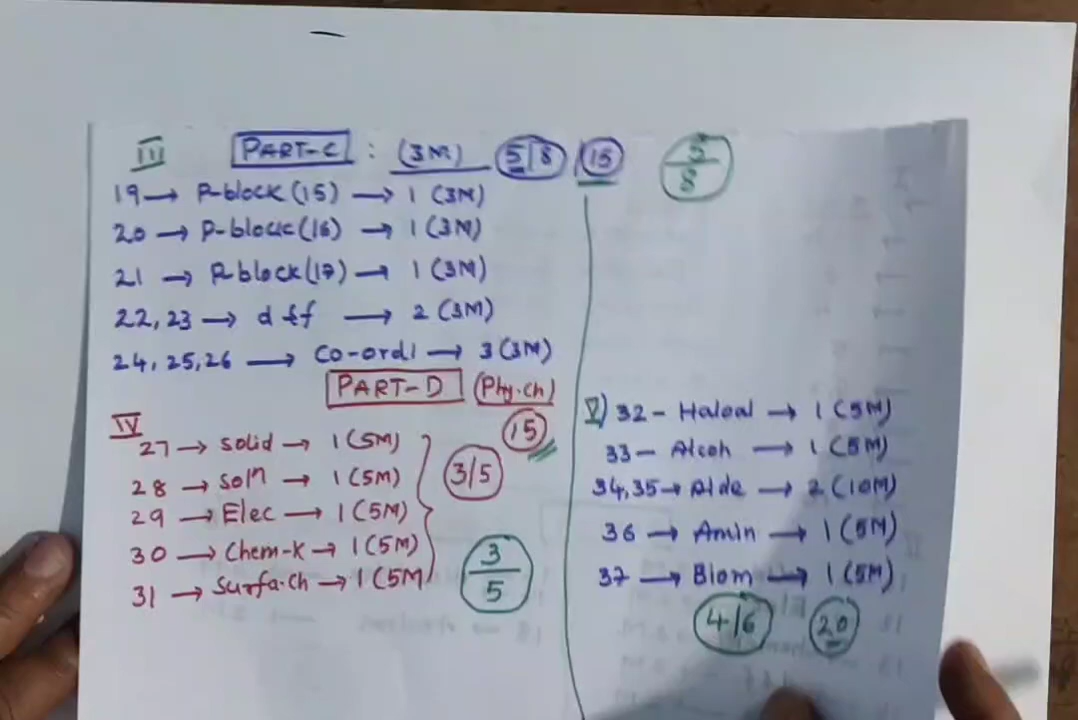 III PART-C : (3M) 5|8 15 5/8
19 → P-block(15) → 1 (3M)
20 → P-block(16) → 1 (3M)
21 → P-block(17) → 1 (3M)
22, 23 → d ff → 2 (3M)
24, 25, 26 → Co-ordi → 3 (3M)
PART-D (Phy.ch)
IV 15
27 → Solid → 1 (5M)
28 → Soln → 1 (5M)
29 → Elec → 1 (5M)
30 → Chem-K → 1 (5M)
31 → Surfa.ch → 1 (5M)
3/5
3/5
V) 32 - Haloal → 1 (5M)
33 - Alcoh → 1 (5M)
34, 35 → Alde → 2 (10M)
36 → Amin → 1 (5M)
37 → Biom → 1 (5M)
4/6 20